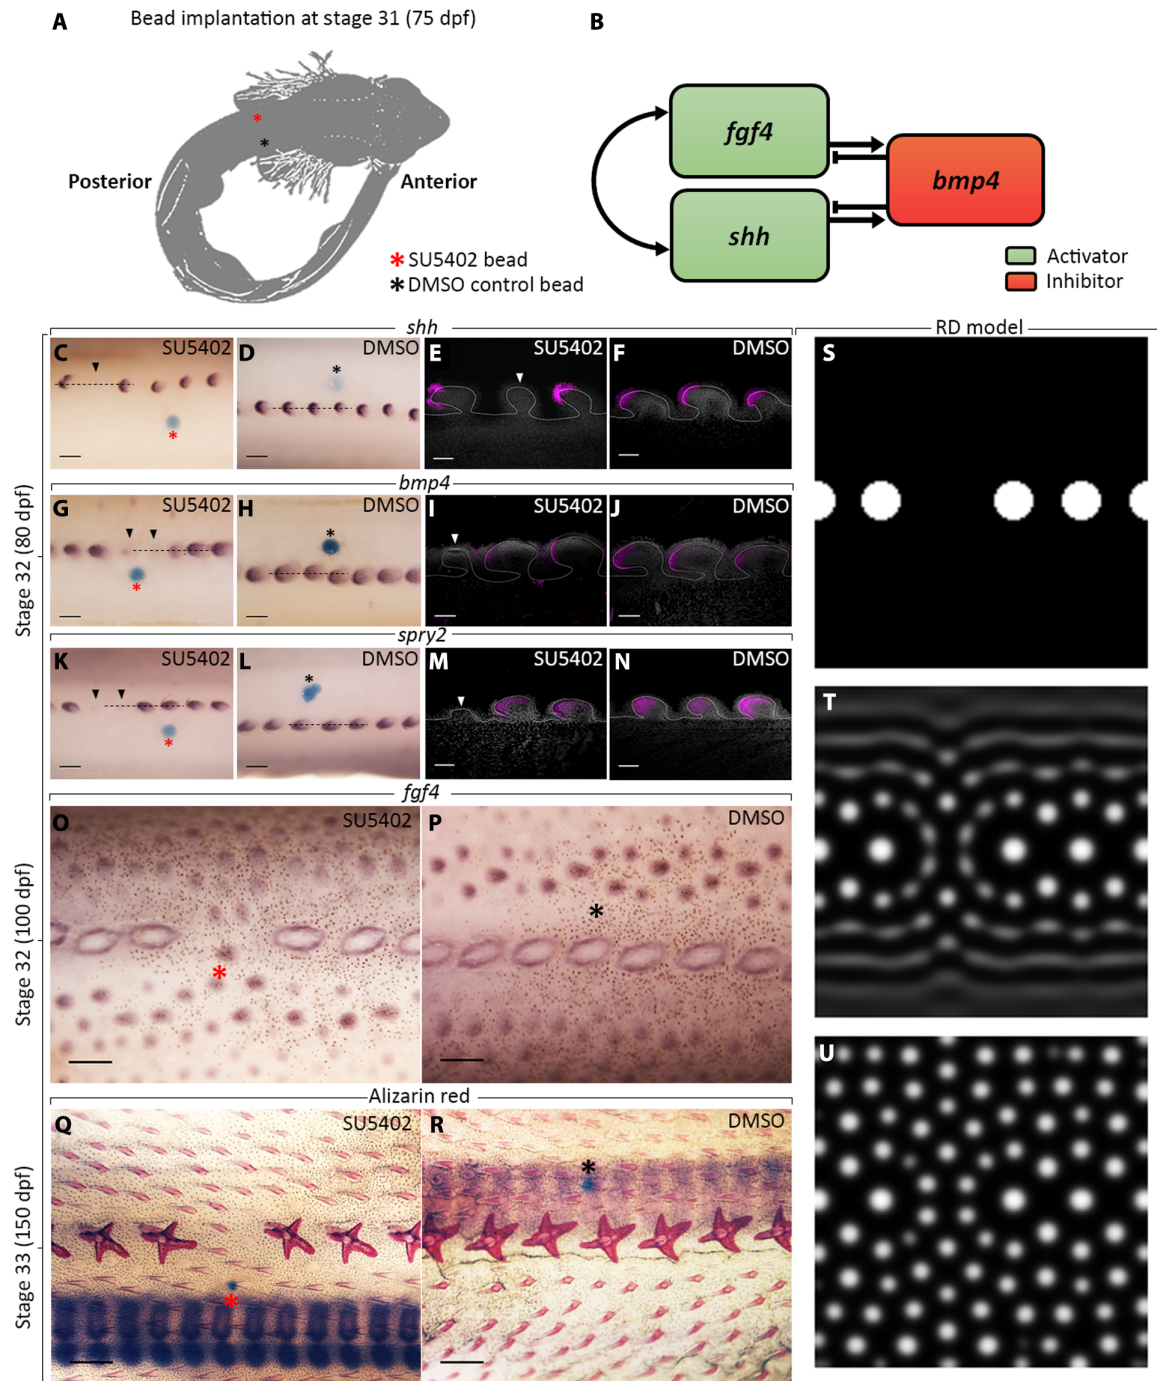 A
Bead implantation at stage 31 (75 dpf)
Posterior
Anterior
* SU5402 bead
* DMSO control bead
B
fgf4
shh
bmp4
Activator
Inhibitor
Stage 32 (80 dpf)
shh
C
SU5402
*
D
DMSO
*
E
SU5402
F
DMSO
bmp4
G
SU5402
*
H
DMSO
*
I
SU5402
J
DMSO
spry2
K
SU5402
*
L
DMSO
*
M
SU5402
N
DMSO
Stage 32 (100 dpf)
fgf4
O
SU5402
*
P
DMSO
*
Stage 33 (150 dpf)
Alizarin red
Q
SU5402
*
R
DMSO
*
RD model
S
T
U